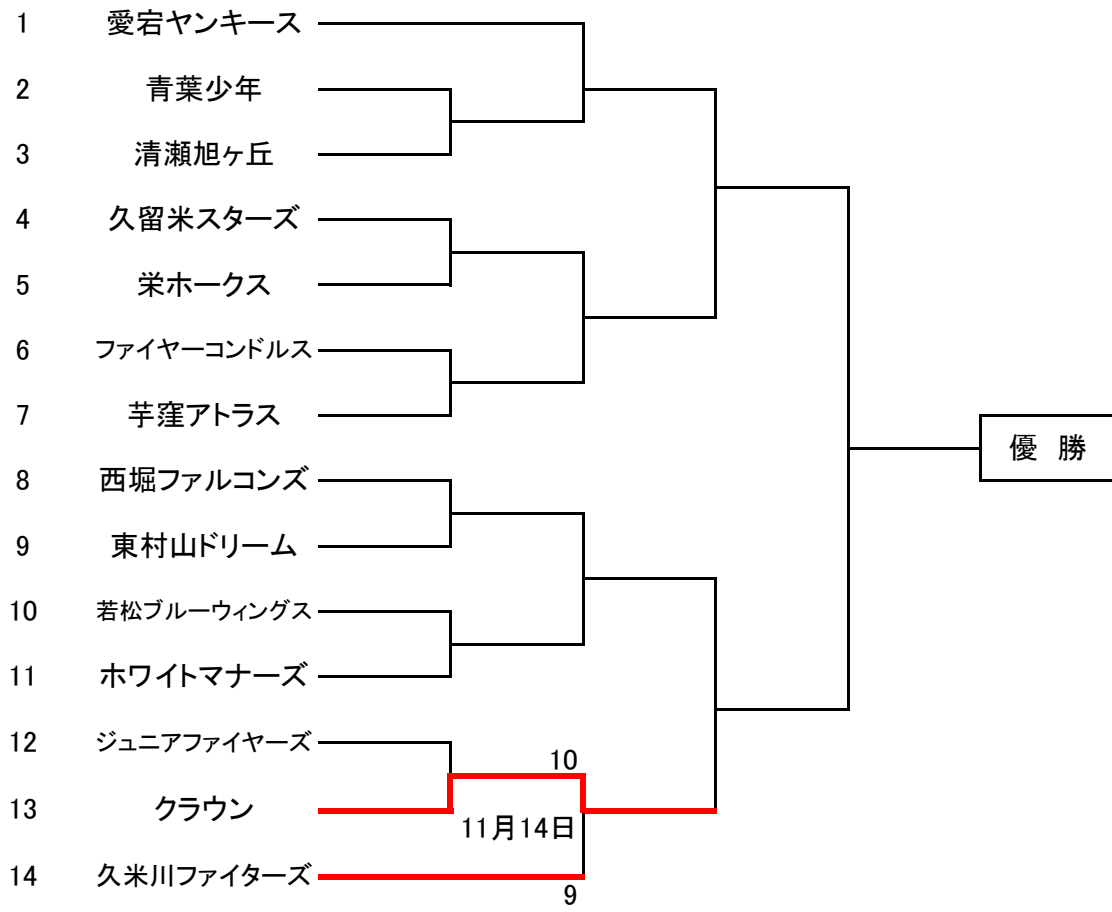 1 愛宕ヤンキース
2 青葉少年
3 清瀬旭ヶ丘
4 久留米スターズ
5 栄ホークス
6 ファイヤーコンドルス
7 芋窪アトラス
優 勝
8 西堀ファルコンズ
9 東村山ドリーム
10 若松ブルーウィングス
11 ホワイトマナーズ
12 ジュニアファイヤーズ
10
13 クラウン
11月14日
14 久米川ファイターズ
9